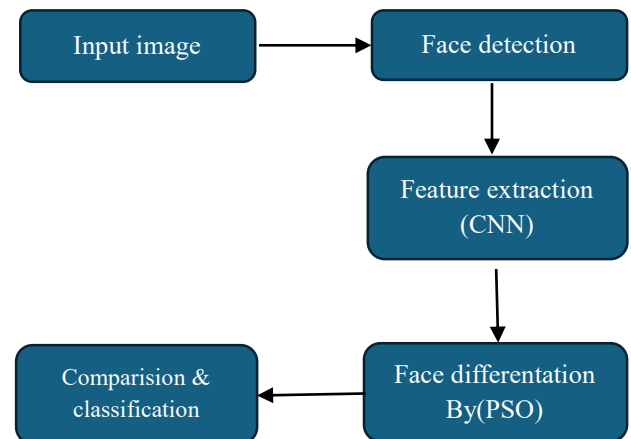 Input image
Face detection
Feature extraction
(CNN)
Face differentation
By(PSO)
Comparision &
classification